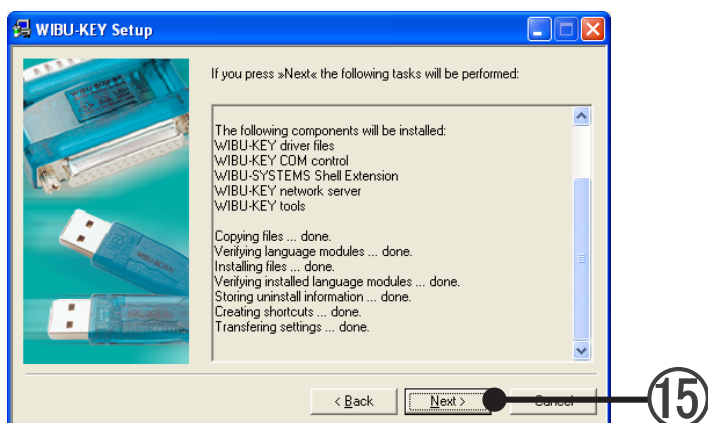 WIBU-KEY Setup
If you press »Next« the following tasks will be performed:
The following components will be installed:
WIBU-KEY driver files
WIBU-KEY COM control
WIBU-SYSTEMS Shell Extension
WIBU-KEY network server
WIBU-KEY tools
Copying files ... done.
Verifying language modules ... done.
Installing files ... done.
Verifying installed language modules ... done.
Storing uninstall information ... done.
Creating shortcuts ... done.
Transfering settings ... done.
< Back
Next >
Cancel
⑮